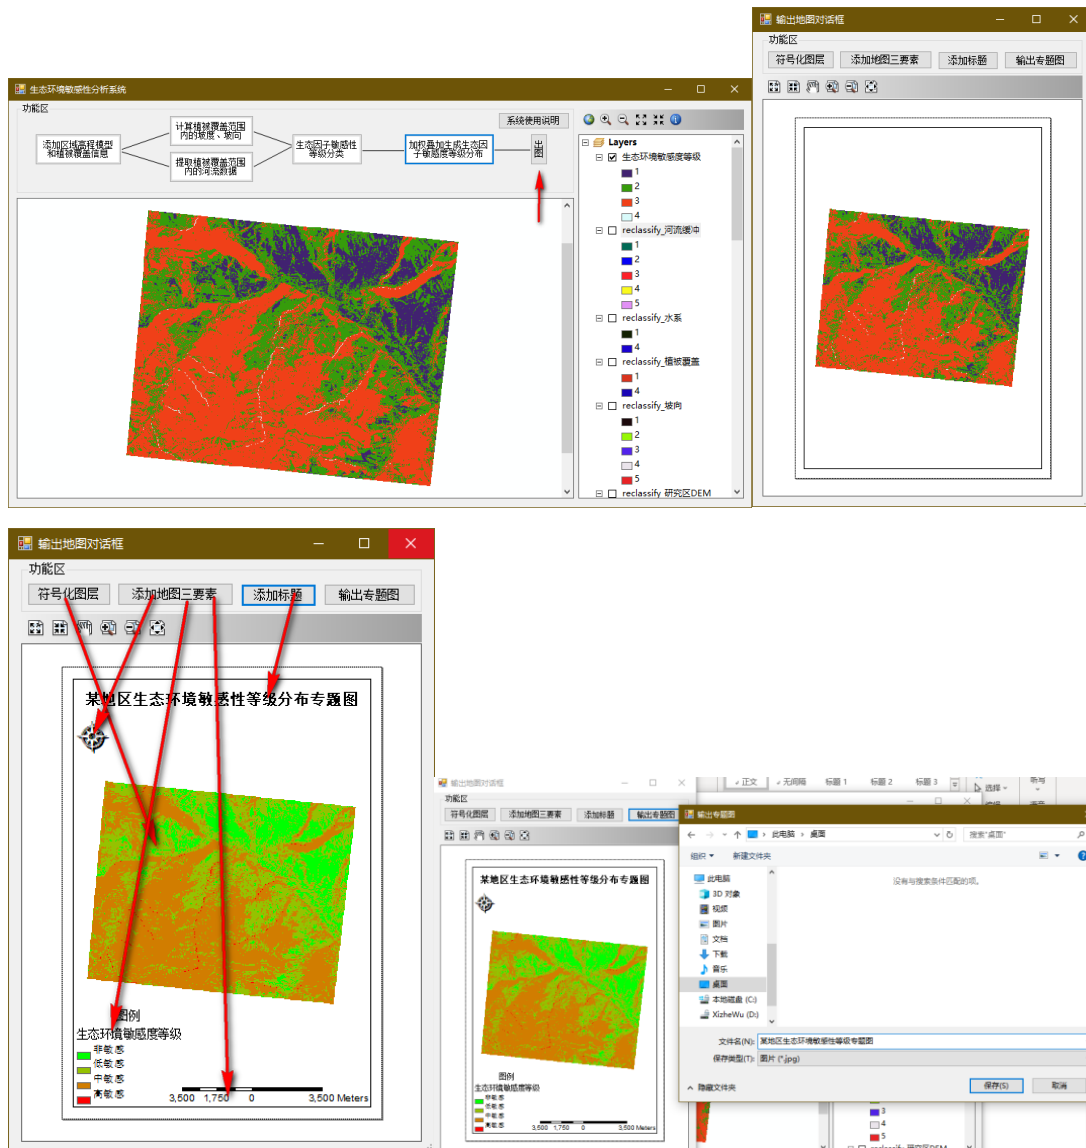 生态环境敏感性分析系统
功能区
系统使用说明
添加区域高程模型
和植被覆盖信息
计算植被覆盖范围
内的坡度、坡向
提取植被覆盖范围
内的河流数据
生态因子敏感性
等级分类
加权叠加生成生态因
子敏感度等级分布
出
图
Layers
生态环境敏感度等级
1
2
3
4
reclassify_河流缓冲
1
2
3
4
5
reclassify_水系
1
4
reclassify_植被覆盖
1
4
reclassify_坡向
1
2
3
4
5
reclassify 研究区DEM
输出地图对话框
功能区
符号化图层 添加地图三要素 添加标题 输出专题图
输出地图对话框
功能区
符号化图层 添加地图三要素 添加标题 输出专题图
某地区生态环境敏感性等级分布专题图
图例
生态环境敏感度等级
非敏感
低敏感
中敏感
高敏感
3,500 1,750 0 3,500 Meters
输出地图对话框
功能区
符号化图层 添加地图三要素 添加标题 输出专题图
某地区生态环境敏感性等级分布专题图
图例
生态环境敏感度等级
非敏感
低敏感
中敏感
高敏感
3,500 1,750 0 3,500 Meters
正文 无间隔 标题 1 标题 2 标题 3
选择
输出专题图
此电脑 桌面
搜索"桌面"
组织 新建文件夹
此电脑
3D 对象
视频
图片
文档
下载
音乐
桌面
本地磁盘 (C:)
XizheWu (D:)
没有与搜索条件匹配的项。
文件名(N): 某地区生态环境敏感性等级专题图
保存类型(T): 图片 (*.jpg)
隐藏文件夹
保存(S) 取消
3
4
5